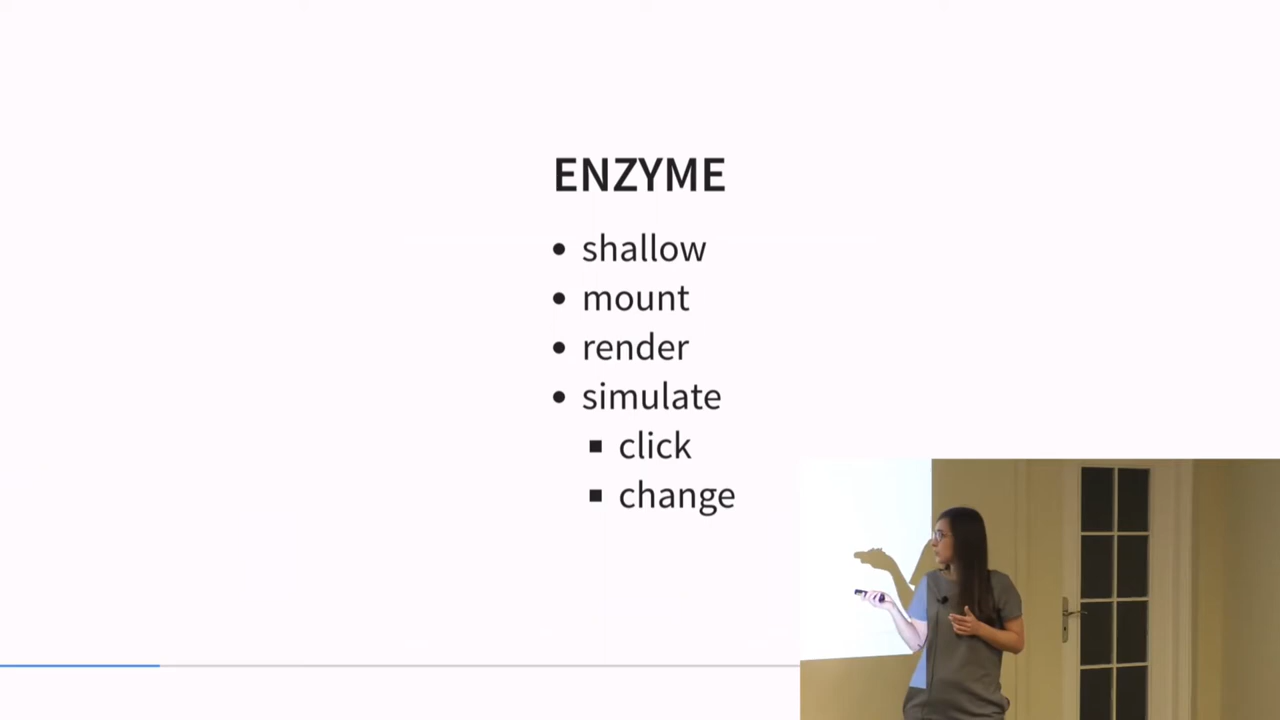 ENZYME
shallow
mount
render
simulate
click
change